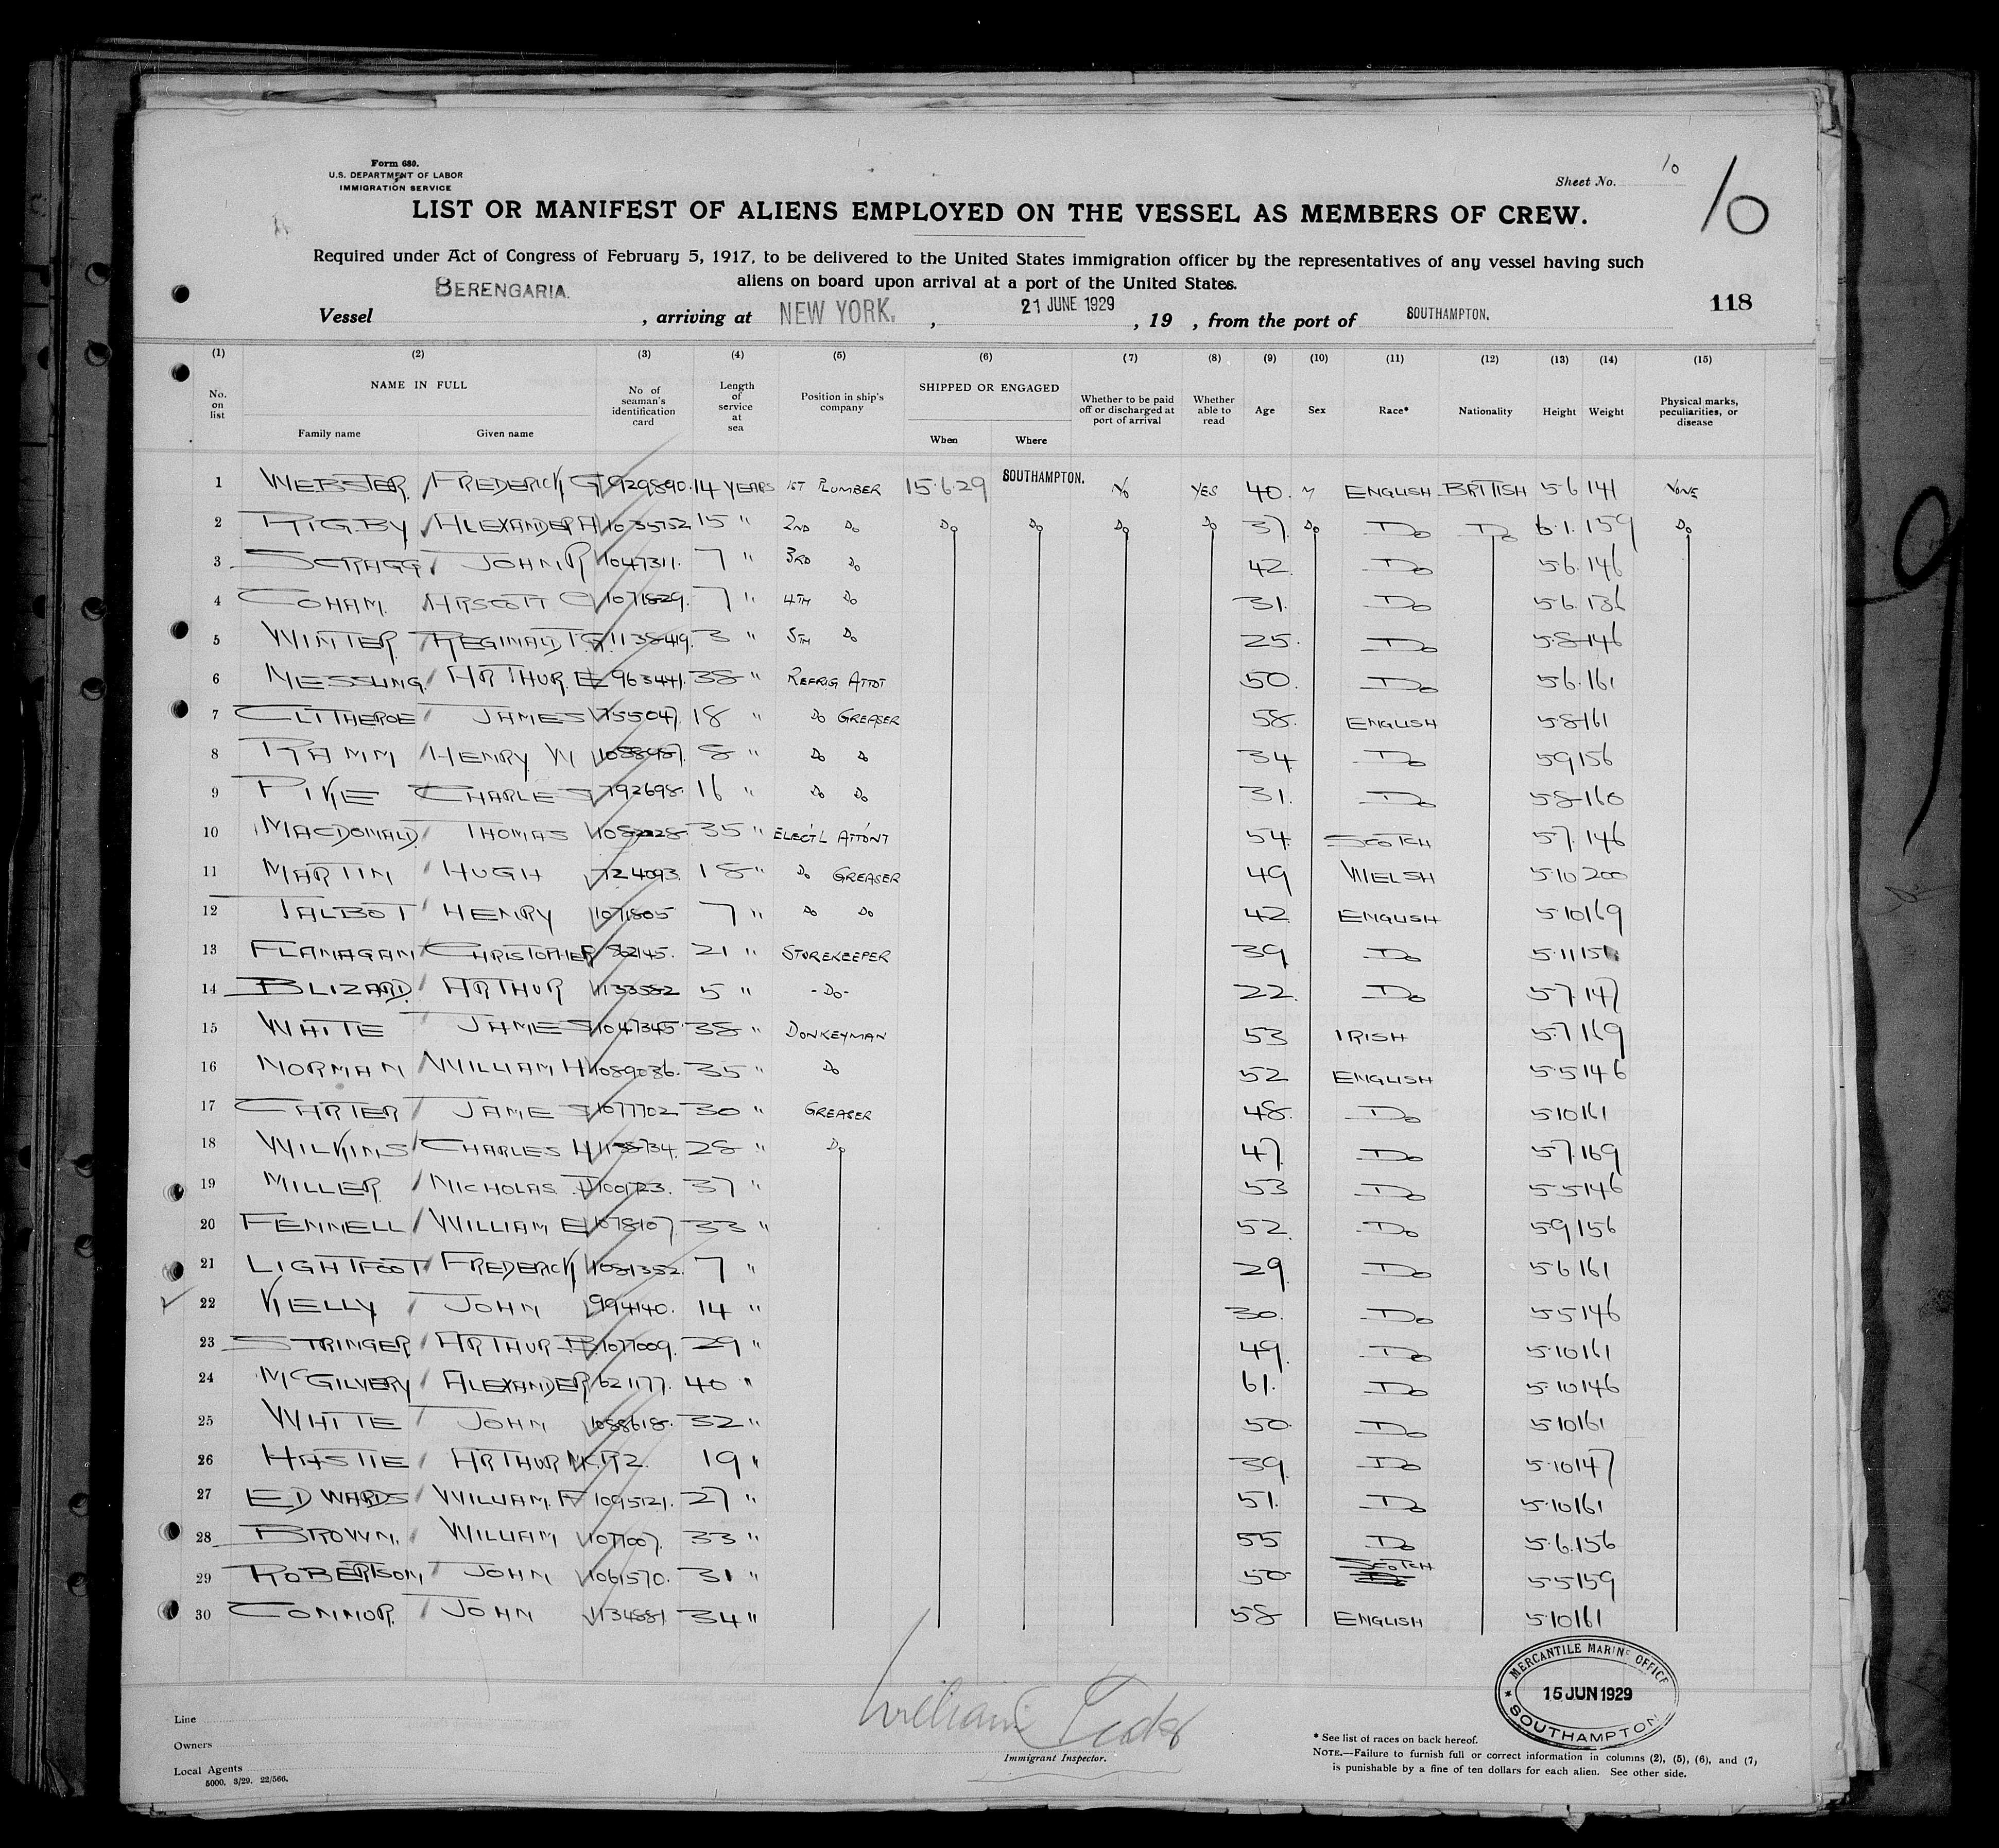 Form 680.
U.S. DEPARTMENT OF LABOR
IMMIGRATION SERVICE
Sheet No. 10
10
LIST OR MANIFEST OF ALIENS EMPLOYED ON THE VESSEL AS MEMBERS OF CREW.
Required under Act of Congress of February 5, 1917, to be delivered to the United States immigration officer by the representatives of any vessel having such
aliens on board upon arrival at a port of the United States.
118
Vessel BERENGARIA. , arriving at NEW YORK. , 21 JUNE 1929 , 19 , from the port of SOUTHAMPTON.
(1) (2) (3) (4) (5) (6) (7) (8) (9) (10) (11) (12) (13) (14) (15)
No. on list NAME IN FULL Family name Given name No of seaman's identification card Length of service at sea Position in ship's company SHIPPED OR ENGAGED When Where Whether to be paid off or discharged at port of arrival Whether able to read Age Sex Race* Nationality Height Weight Physical marks, peculiarities, or disease
1 WEBSTER FREDERICK G 929890. 14 YEARS 1ST PLUMBER 15.6.29 SOUTHAMPTON. No YES 40. M ENGLISH BRITISH 5.6 141 NONE
2 RIGBY ALEXANDER A 1035752 15 " 2ND Do Do Do Do Do 37. Do Do Do 6.1. 159 Do
3 SCRAGG JOHN R 1047311. 7 " 3RD Do 42. Do 5.6. 146
4 COHAM ARSCOTT C 1071829. 7 " 4TH Do 31. Do 5.6. 136
5 WINTER REGINALD T.G. 1138419. 3 " 5TH Do 25. Do 5.8 146
6 MESSLING ARTHUR E 963441. 38 " REFRIG ATTDT 50. Do 5.6. 161
7 CLITHEROE JAMES 755047. 18 " Do GREASER 58. ENGLISH 5.8 161
8 RAMM HENRY W 8 " Do Do 34 Do 5.9 156
9 PIKE CHARLES 792698. 16 " Do Do 31. Do 5.8 160
10 MACDONALD THOMAS 1082228. 35 " ELECT'L ATTDNT 54. SCOTCH 5.7. 146
11 MARTIN HUGH 724093. 18 " Do GREASER 49 WELSH 5.10 200
12 TALBOT HENRY 1071805 7 " Do Do 42 ENGLISH 5.10 169
13 FLANAGAN CHRISTOPHER 862145. 21 " STOREKEEPER 39 Do 5.11 151
14 BLIZARD ARTHUR 1133582 5 " -Do- 22. Do 5.7. 147
15 WHITE JAMES 1047345. 38 " DONKEYMAN 53 IRISH 5.7 169
16 NORMAN WILLIAM H 1089036. 35 " Do 52 ENGLISH 5.5 146
17 CARTER JAMES 1077702 30 " GREASER 48. Do 5.10 161
18 WILKINS CHARLES H 1138734. 28 " Do 47. Do 5.7. 169
19 MILLER NICHOLAS J 1001723. 37 " 53 Do 5.5 146
20 FENNELL WILLIAM E 1078107. 33 " 52. Do 5.9 156
21 LIGHTFOOT FREDERICK 1081352. 7 " 29. Do 5.6 161
22 KELLY JOHN 994140. 14 " 30. Do 5.5 146
23 STRINGER ARTHUR B. 1077009. 29 " 49. Do 5.10 161
24 McGILVERY ALEXANDER 621177. 40 " 61. Do 5.10 146
25 WHITE JOHN 1088618. 32 " 50. Do 5.10 161
26 HASTIE ARTHUR McK. R2. 19 " 39. Do 5.10 147
27 EDWARDS WILLIAM. F 1095121. 27 " 51. Do 5.10 161
28 BROWN. WILLIAM 1077007. 33 " 55 Do 5.6. 156
29 ROBERTSON JOHN 1061570. 31 " 50. SCOTCH 5.5 159
30 CONNOR JOHN 1134881 34 " 58 ENGLISH 5.10 161
MERCANTILE MARINE OFFICE
15 JUN 1929
SOUTHAMPTON
Line
Owners
Local Agents
5000. 3/29. 22/566.
William
Immigrant Inspector.
* See list of races on back hereof.
NOTE.—Failure to furnish full or correct information in columns (2), (5), (6), and (7,
is punishable by a fine of ten dollars for each alien. See other side.